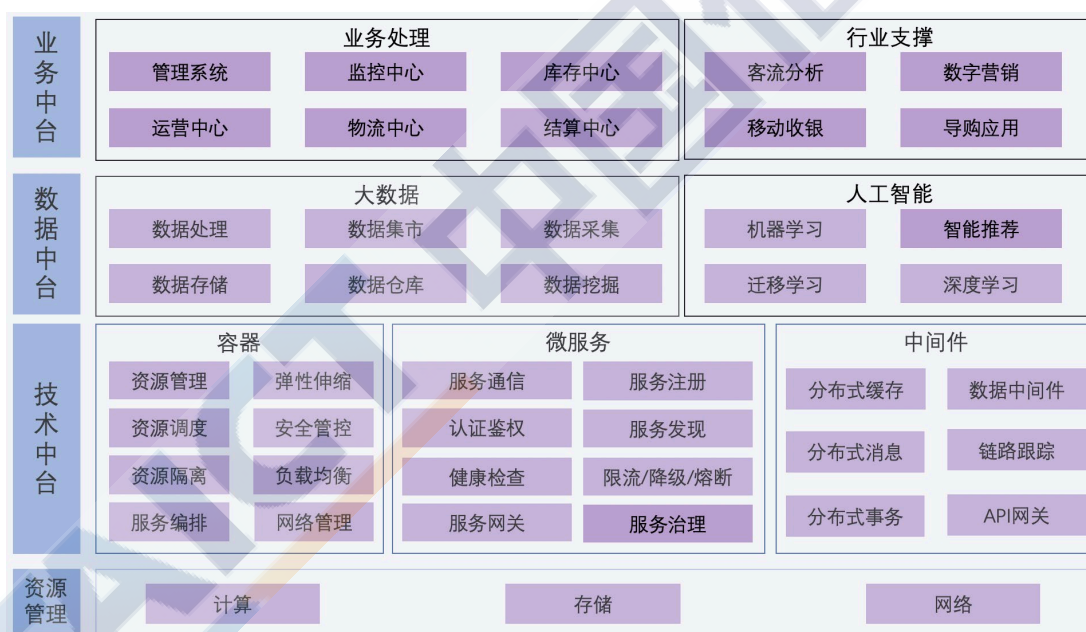 业务中台
业务处理
管理系统
监控中心
库存中心
运营中心
物流中心
结算中心
行业支撑
客流分析
数字营销
移动收银
导购应用
数据中台
大数据
数据处理
数据集市
数据采集
数据存储
数据仓库
数据挖掘
人工智能
机器学习
智能推荐
迁移学习
深度学习
技术中台
容器
资源管理
弹性伸缩
资源调度
安全管控
资源隔离
负载均衡
服务编排
网络管理
微服务
服务通信
服务注册
认证鉴权
服务发现
健康检查
限流/降级/熔断
服务网关
服务治理
中间件
分布式缓存
数据中间件
分布式消息
链路跟踪
分布式事务
API网关
资源
管理
计算
存储
网络